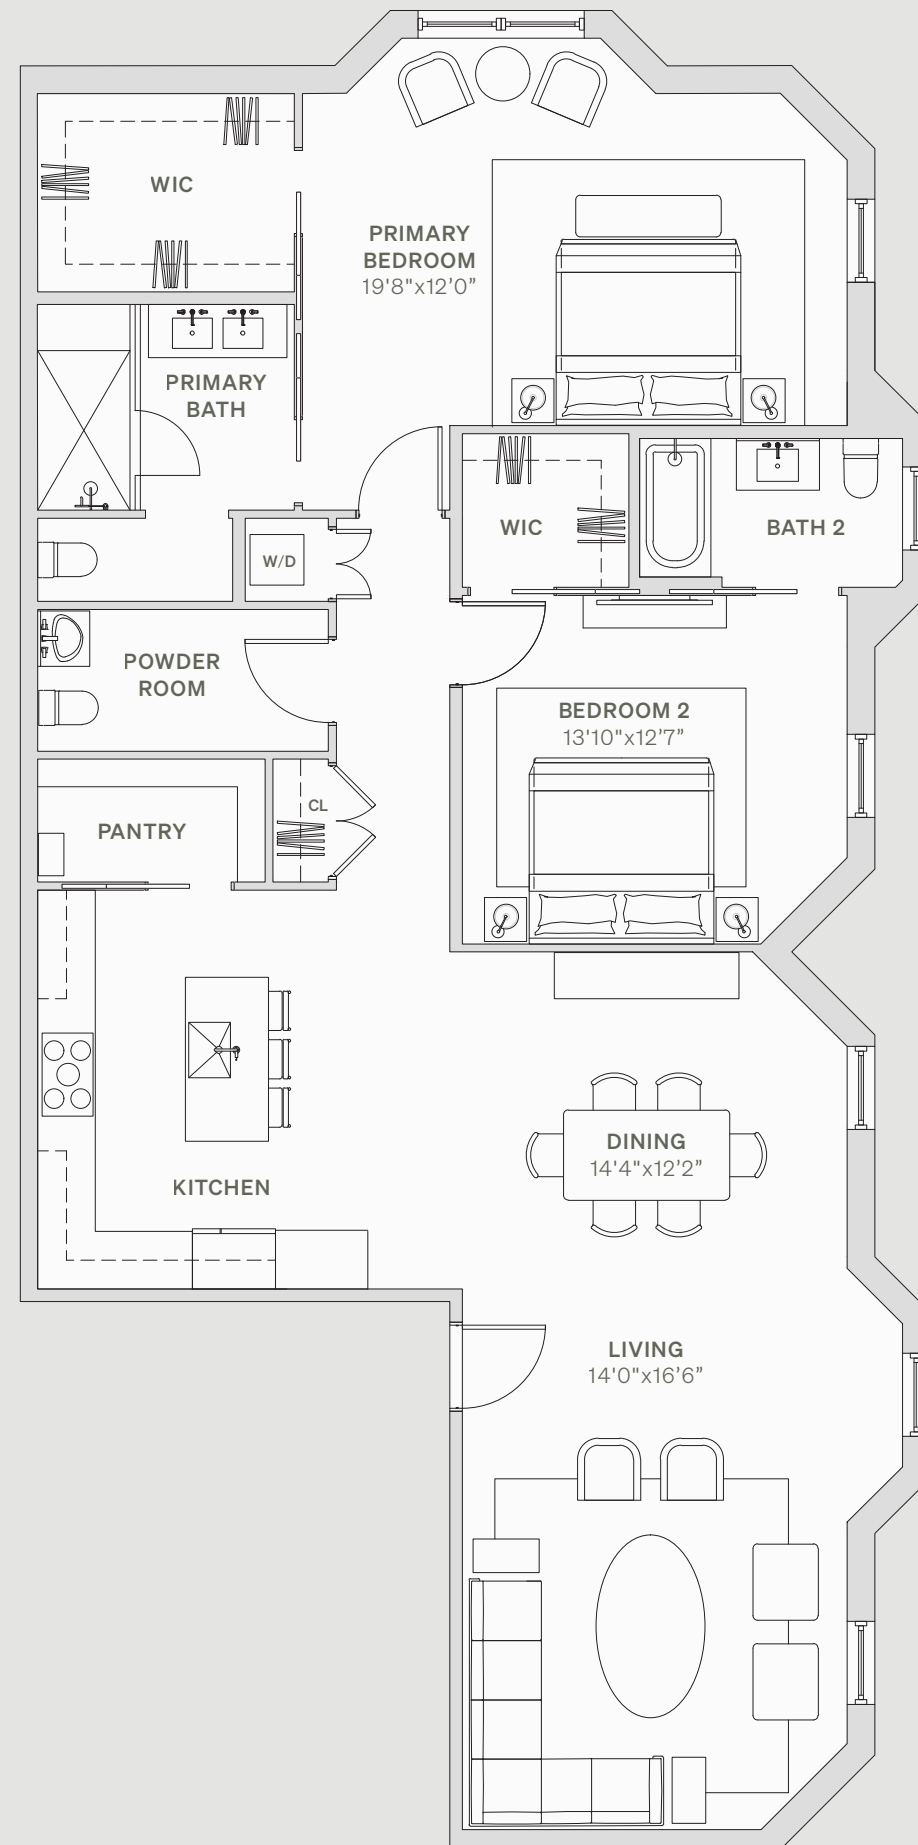 WIC
PRIMARY
BEDROOM
19'8"x12'0”
PRIMARY
BATH
WIC
BATH 2
W/D
POWDER
ROOM
BEDROOM 2
13'10"x12’7”
CL
PANTRY
DINING
14'4"x12'2”
KITCHEN
LIVING
14'0"x16’6”